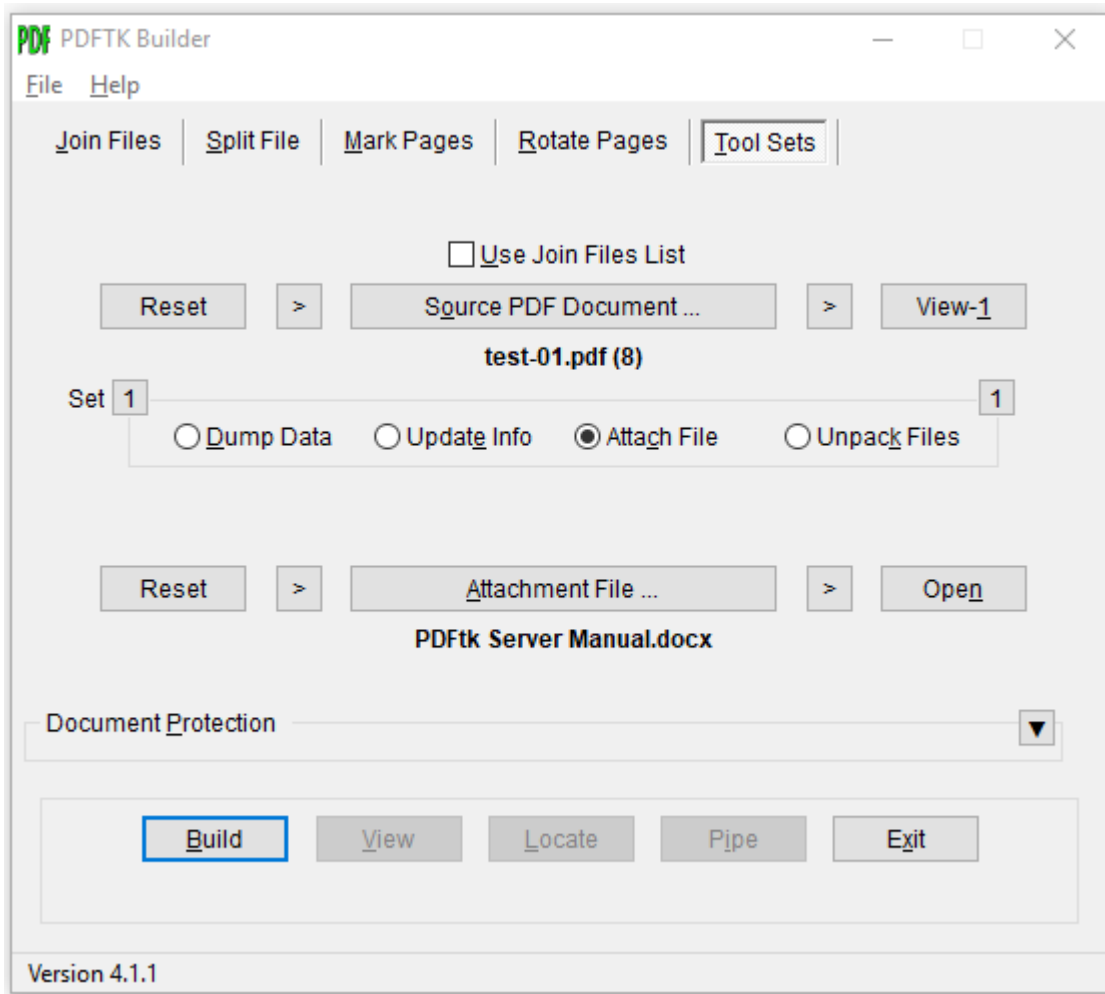 PDF PDFTK Builder
File Help
Join Files Split File Mark Pages Rotate Pages Tool Sets
Use Join Files List
Reset > Source PDF Document ... > View-1
test-01.pdf (8)
Set 1 1
Dump Data Update Info Attach File Unpack Files
Reset > Attachment File ... > Open
PDFtk Server Manual.docx
Document Protection ▼
Build View Locate Pipe Exit
Version 4.1.1